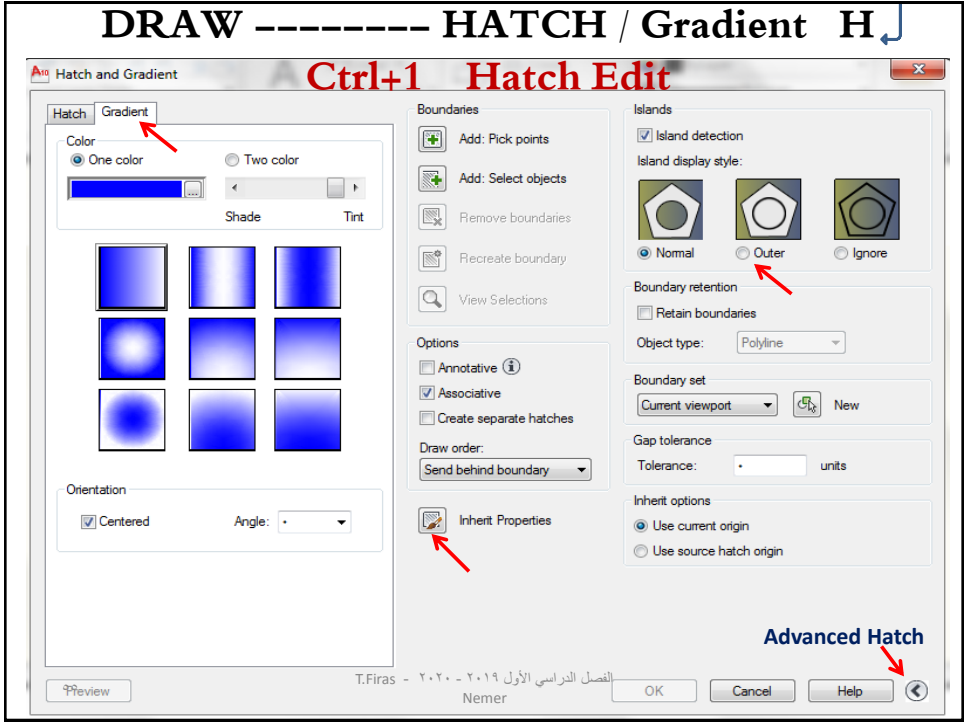 DRAW -------- HATCH / Gradient H
Ctrl+1 Hatch Edit
Hatch and Gradient
Hatch
Gradient
Color
One color
Two color
...
Shade
Tint
Orientation
Centered
Angle: ٠
Preview
Boundaries
Add: Pick points
Add: Select objects
Remove boundaries
Recreate boundary
View Selections
Options
Annotative
Associative
Create separate hatches
Draw order:
Send behind boundary
Inherit Properties
Islands
Island detection
Island display style:
Normal
Outer
Ignore
Boundary retention
Retain boundaries
Object type: Polyline
Boundary set
Current viewport
New
Gap tolerance
Tolerance: ٠ units
Inherit options
Use current origin
Use source hatch origin
Advanced Hatch
T.Firas - الفصل الدراسي الأول ٢٠١٩ - ٢٠٢٠
Nemer
OK
Cancel
Help